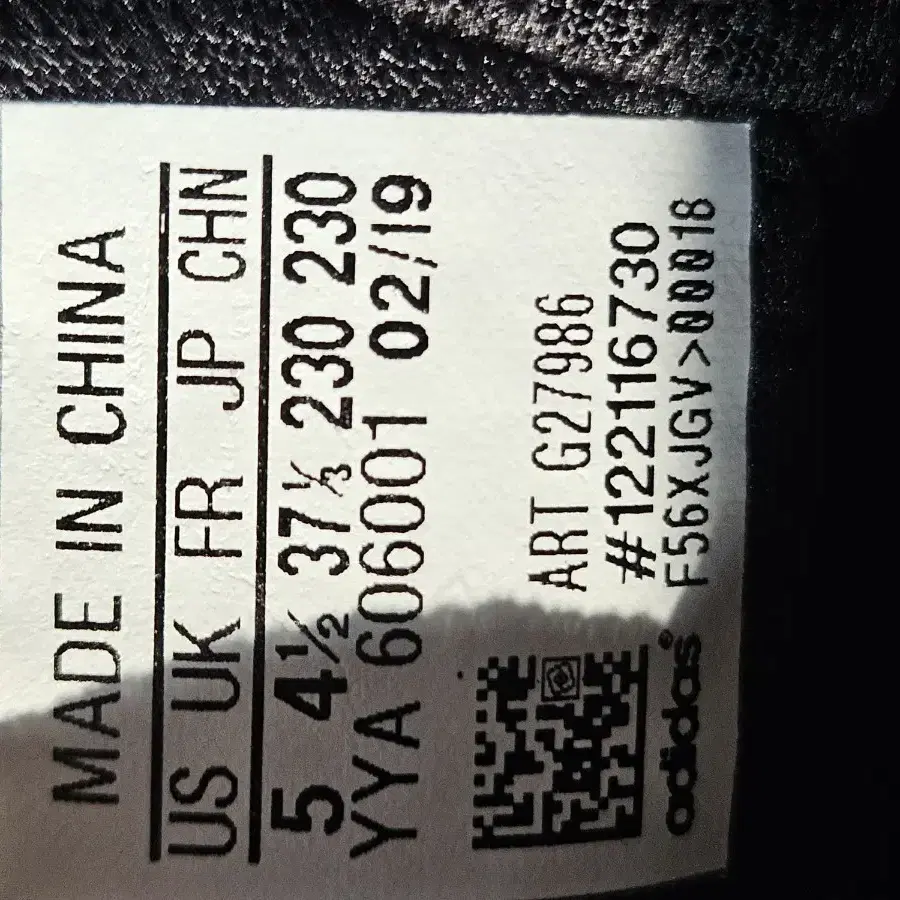 MADE IN CHINA
US UK FR JP CHN
5 4½ 37⅓ 230 230
YYA 606001 02/19
ART G27986
#12216730
F56XJGV>00018
adidas®